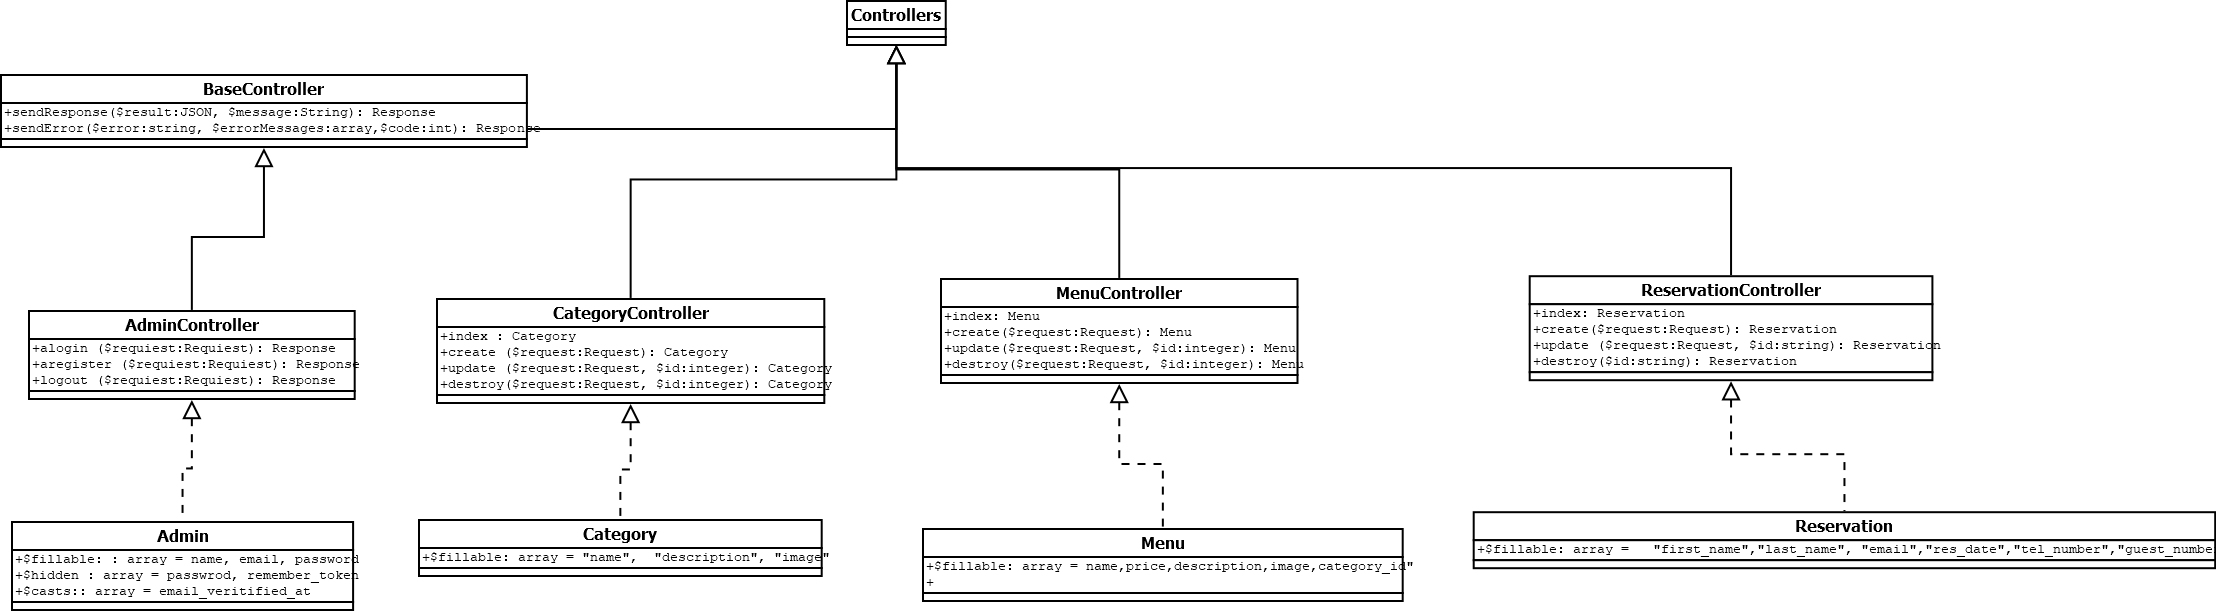 Controllers
BaseController
+sendResponse($result:JSON, $message:String): Response
+sendError($error:string, $errorMessages:array,$code:int): Response
AdminController
+alogin ($requiest:Requiest): Response
+aregister ($requiest:Requiest): Response
+logout ($requiest:Requiest): Response
CategoryController
+index : Category
+create ($request:Request): Category
+update ($request:Request, $id:integer): Category
+destroy($request:Request, $id:integer): Category
MenuController
+index: Menu
+create($request:Request): Menu
+update($request:Request, $id:integer): Menu
+destroy($request:Request, $id:integer): Menu
ReservationController
+index: Reservation
+create($request:Request): Reservation
+update ($request:Request, $id:string): Reservation
+destroy($id:string): Reservation
Admin
+$fillable: : array = name, email, password
+$hidden : array = passwrod, remember_token
+$casts:: array = email_veritified_at
Category
+$fillable: array = "name",  "description", "image"
Menu
+$fillable: array = name,price,description,image,category_id"
+
Reservation
+$fillable: array =   "first_name","last_name", "email","res_date","tel_number","guest_numbe